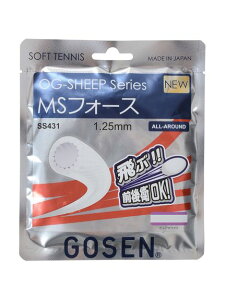 SOFT TENNIS
MADE IN JAPAN
OG-SHEEP Series
NEW
MSフォース
SS431
1.25mm
ALL-AROUND
飛ぶ!!
前後衛OK!
GOSEN®